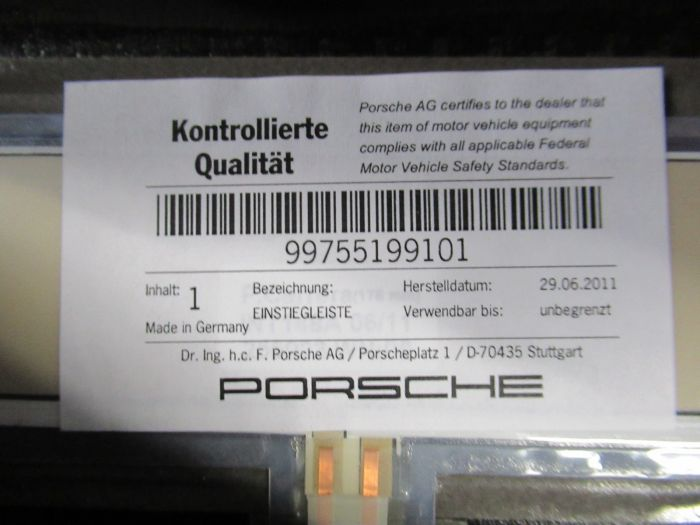 Kontrollierte
Qualität
Porsche AG certifies to the dealer that
this item of motor vehicle equipment
complies with all applicable Federal
Motor Vehicle Safety Standards.
99755199101
Inhalt: 1
Made in Germany
Bezeichnung:
EINSTIEGLEISTE
Herstelldatum: 29.06.2011
Verwendbar bis: unbegrenzt
Dr. Ing. h.c. F. Porsche AG / Porscheplatz 1 / D-70435 Stuttgart
PORSCHE